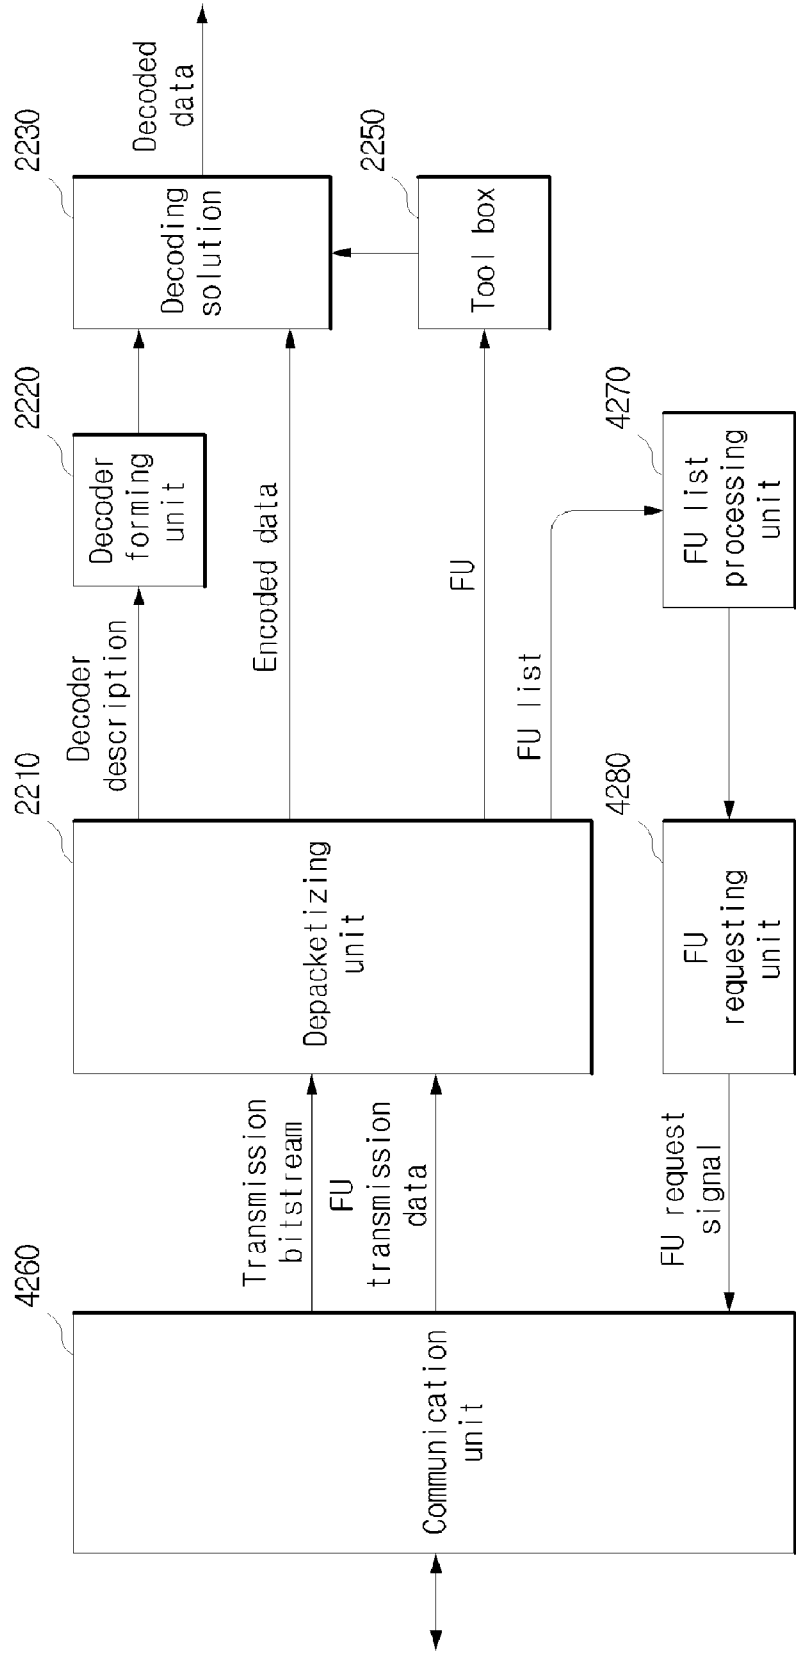 4260
Communication
unit
Transmission
bitstream
FU
transmission
data
FU request
signal
2210
Depacketizing
unit
4280
FU
requesting
unit
Decoder
description
Encoded data
FU
FU list
2220
Decoder
forming
unit
4270
FU list
processing
unit
2230
Decoding
solution
2250
Tool box
Decoded
data